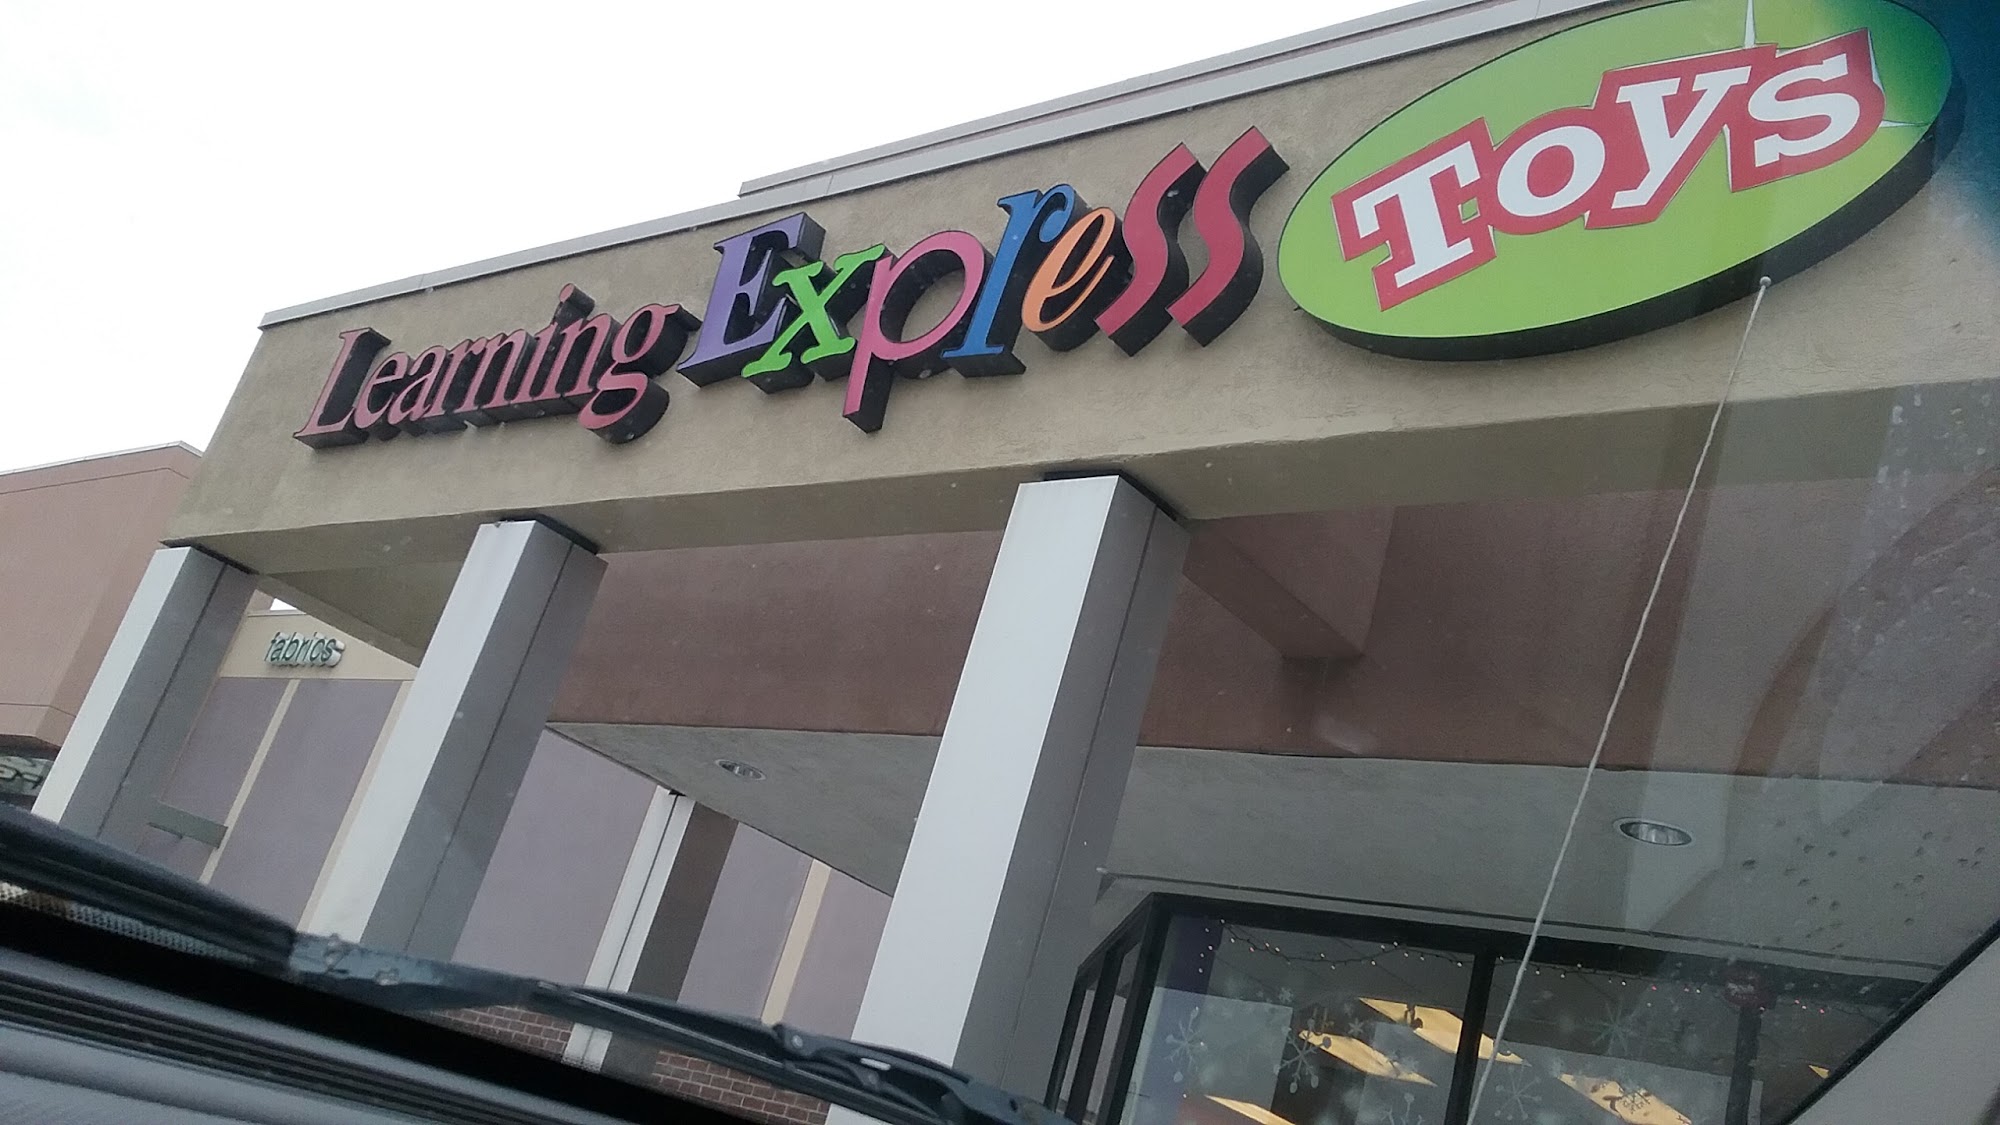 Learning Express Toys
fabrics